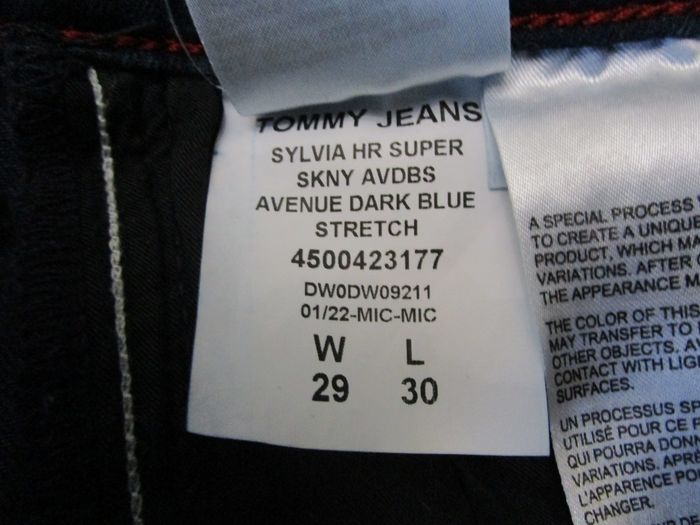 TOMMY JEANS
SYLVIA HR SUPER
SKNY AVDBS
AVENUE DARK BLUE
STRETCH
4500423177
DW0DW09211
01/22-MIC-MIC
W L
29 30
A SPECIAL PROCESS
TO CREATE A UNIQUE
PRODUCT, WHICH MA
VARIATIONS. AFTER
THE APPEARANCE M
THE COLOR OF THIS
MAY TRANSFER TO
OTHER OBJECTS. AV
CONTACT WITH LIG
SURFACES.
UN PROCESSUS SP
UTILISÉ POUR CE P
QUI POURRA DON
VARIATIONS. APRÈ
L'APPARENCE PO
CHANGER.